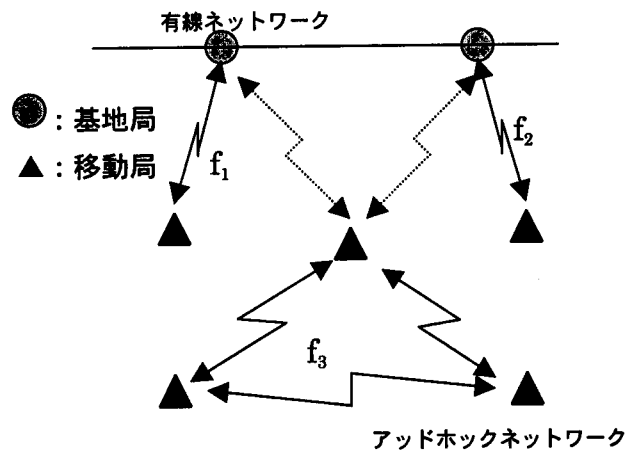 有線ネットワーク
：基地局
：移動局
f₁
f₂
f₃
アッドホックネットワーク